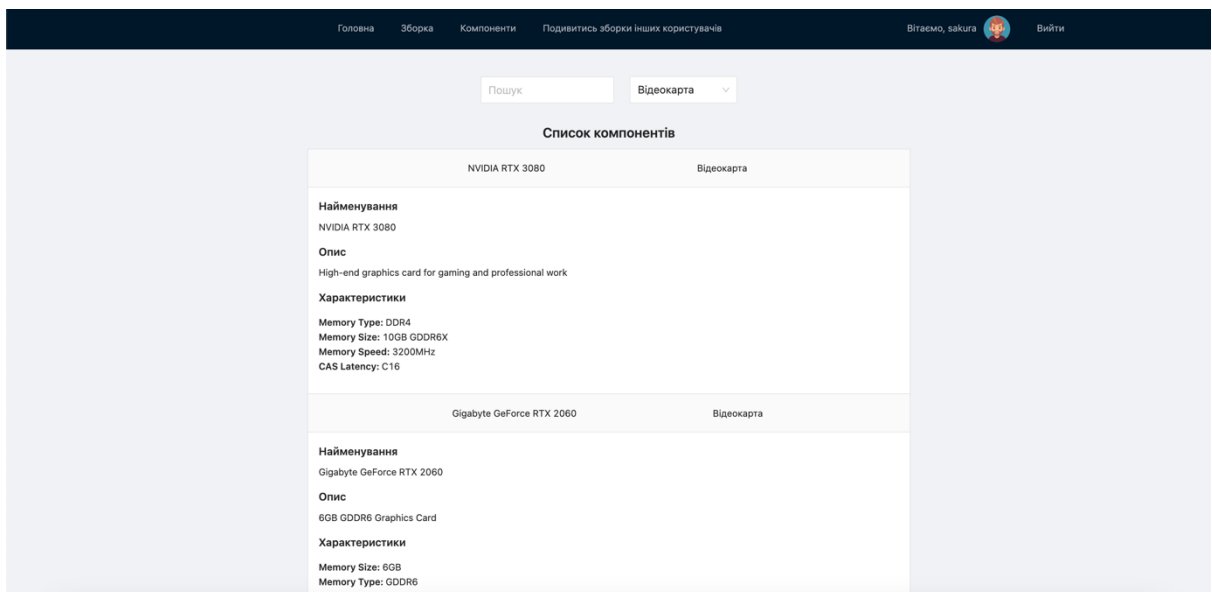 Головна Зборка Компоненти Подивитись зборки інших користувачів Вітаємо, sakura Вийти
Пошук Відеокарта
Список компонентів
NVIDIA RTX 3080 Відеокарта
Найменування
NVIDIA RTX 3080
Опис
High-end graphics card for gaming and professional work
Характеристики
Memory Type: DDR4
Memory Size: 10GB GDDR6X
Memory Speed: 3200MHz
CAS Latency: C16
Gigabyte GeForce RTX 2060 Відеокарта
Найменування
Gigabyte GeForce RTX 2060
Опис
6GB GDDR6 Graphics Card
Характеристики
Memory Size: 6GB
Memory Type: GDDR6